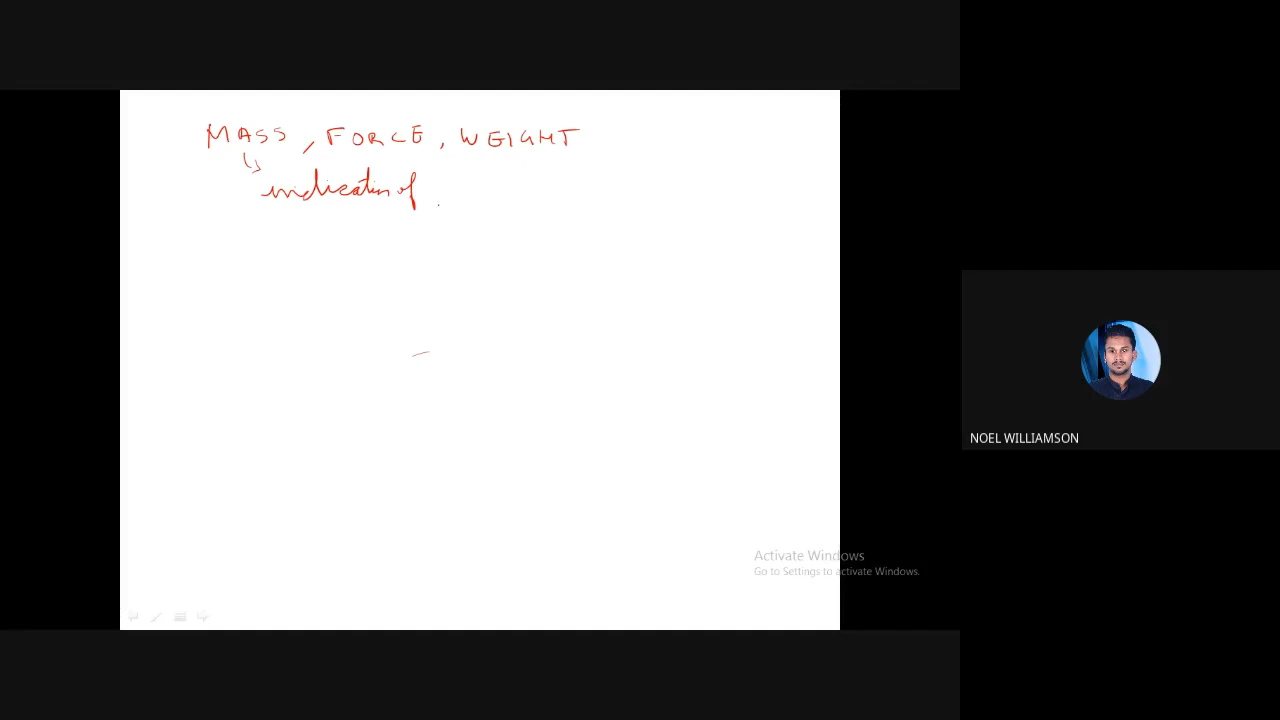 MASS, FORCE, WEIGHT
indication of
NOEL WILLIAMSON
Activate Windows
Go to Settings to activate Windows.